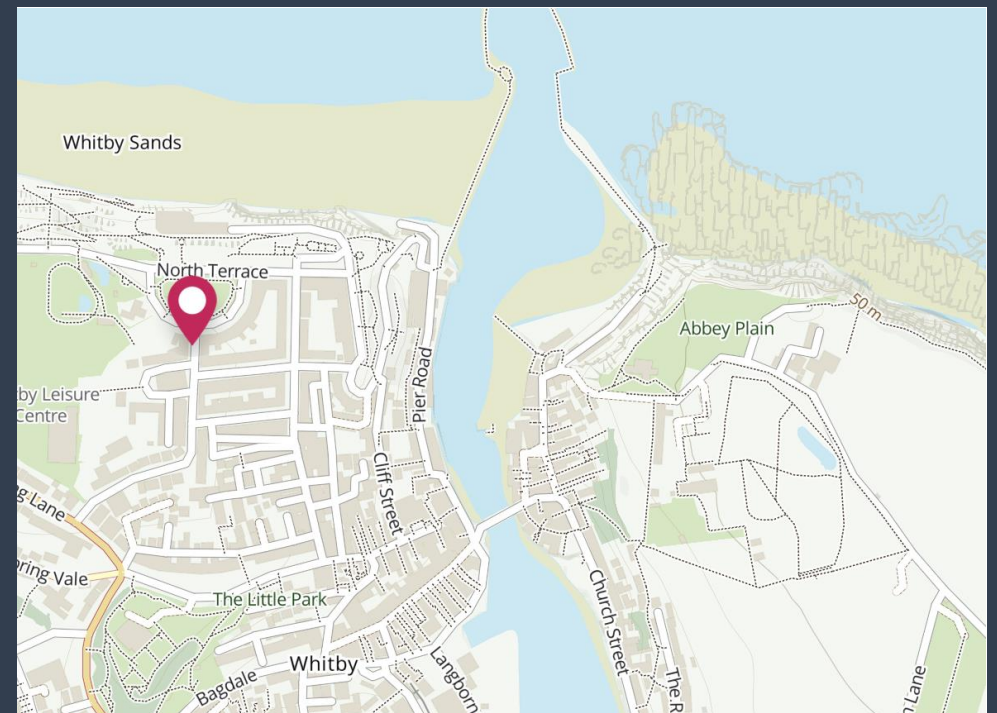 Whitby Sands
North Terrace
50 m
Abbey Plain
Pier Road
by Leisure
Centre
Cliff Street
g Lane
ring Vale
The Little Park
Church Street
Whitby
Bagdale
Langborn
The R
Lane